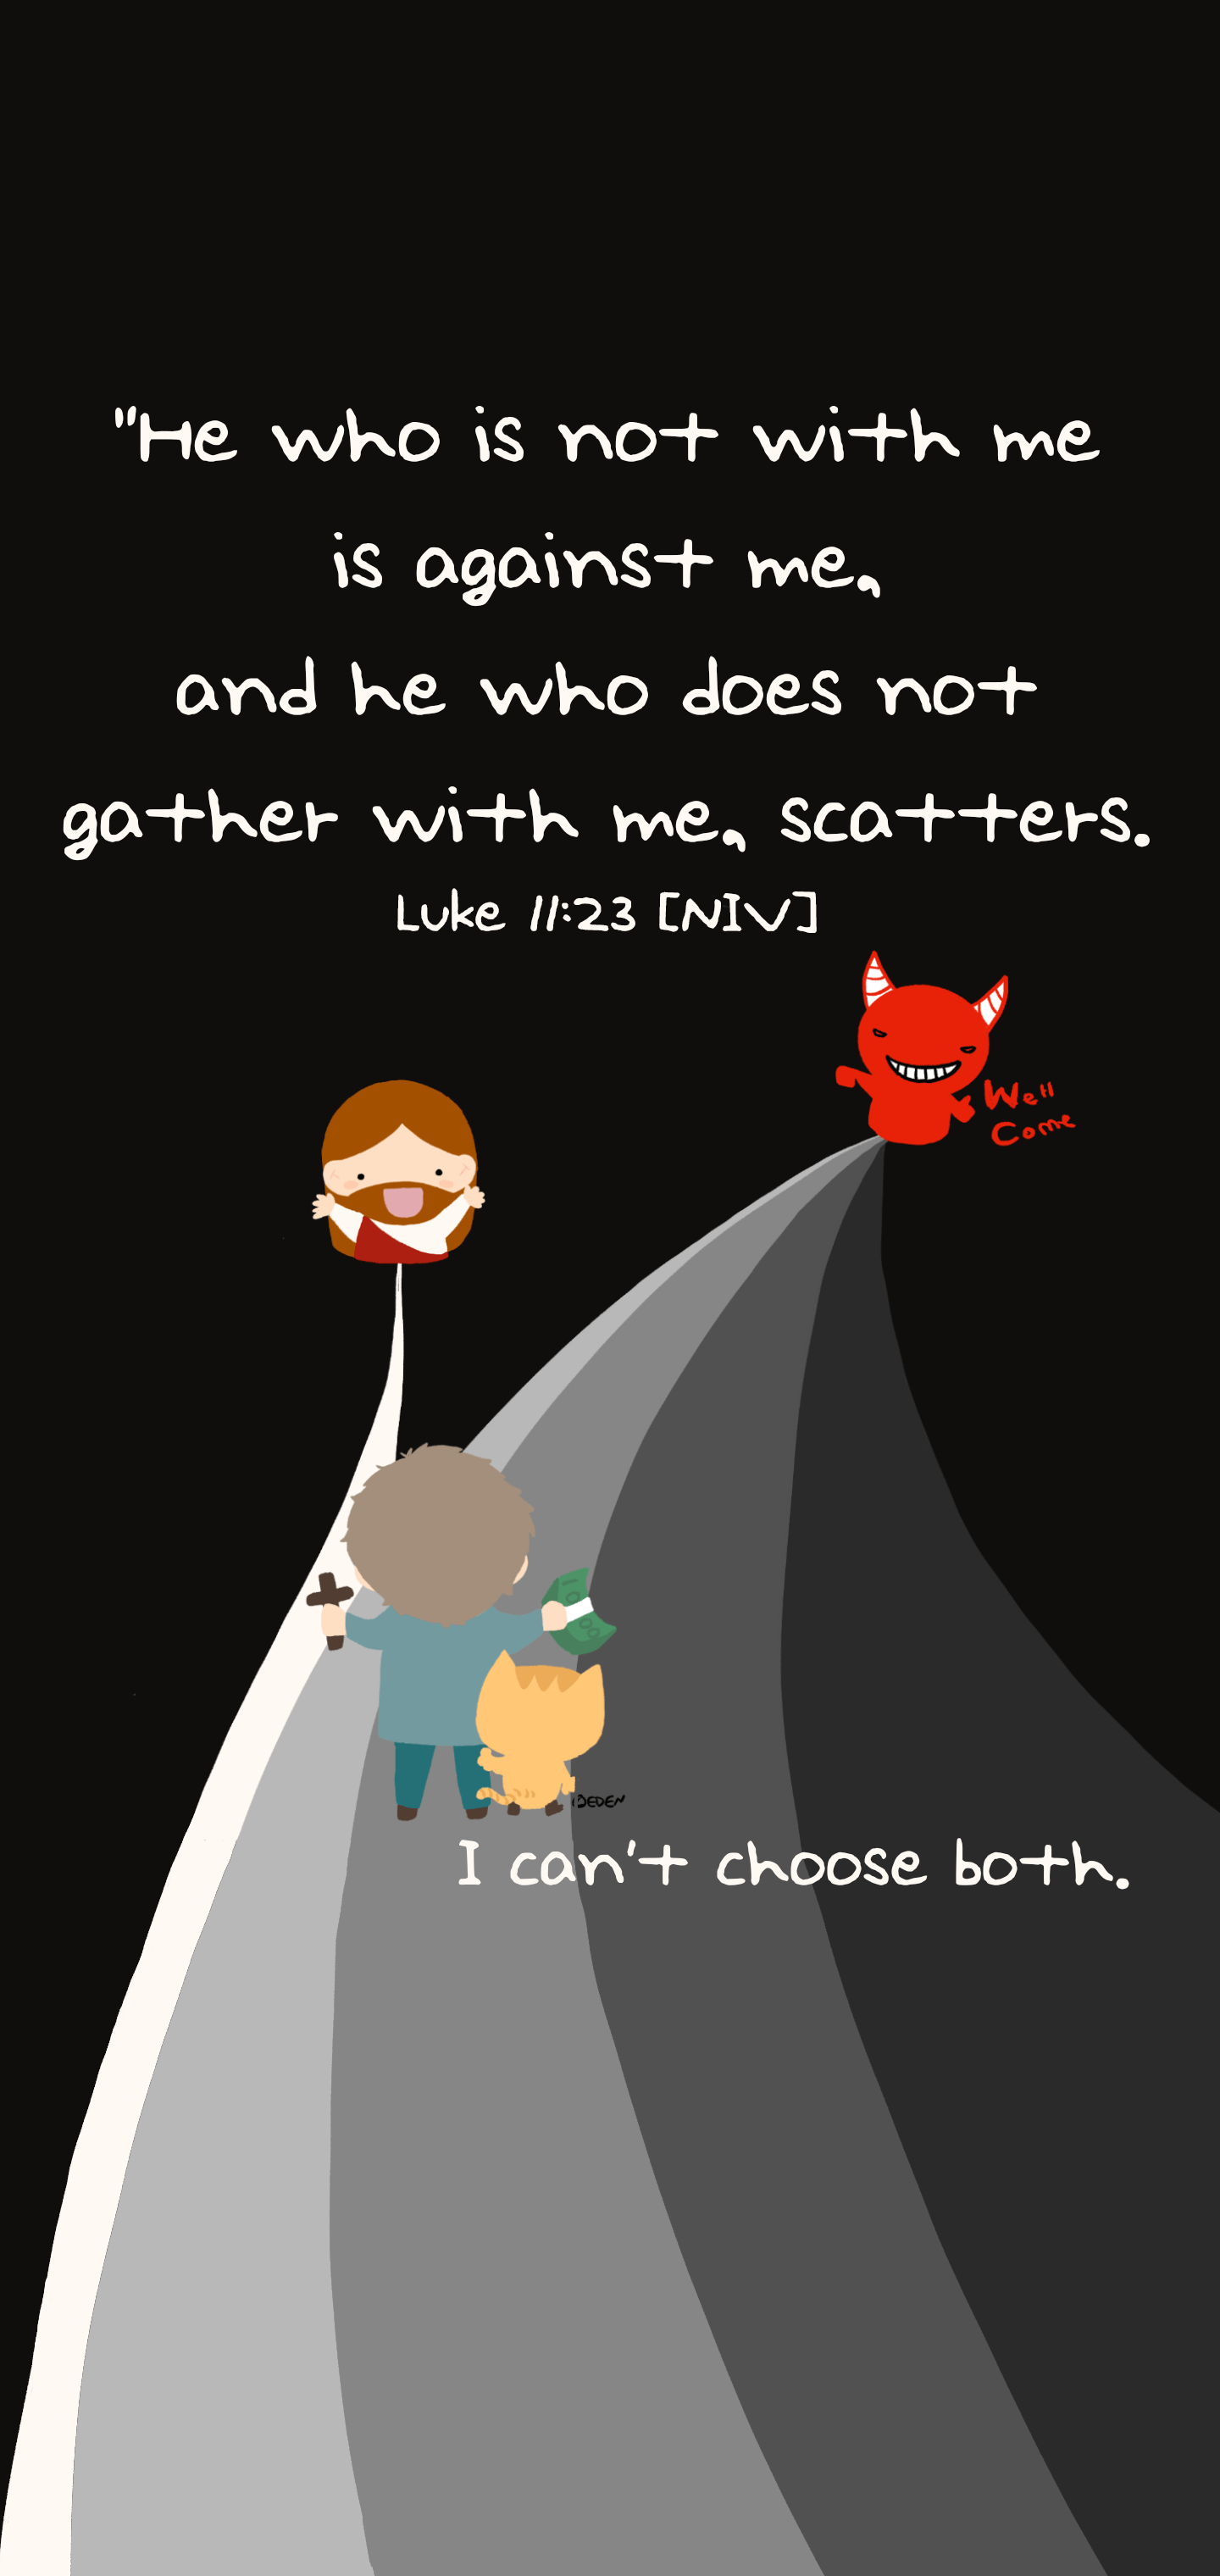 "He who is not with me
is against me,
and he who does not
gather with me, scatters.
Luke 11:23 [NIV]
Well
Come
DEDEN
I can't choose both.